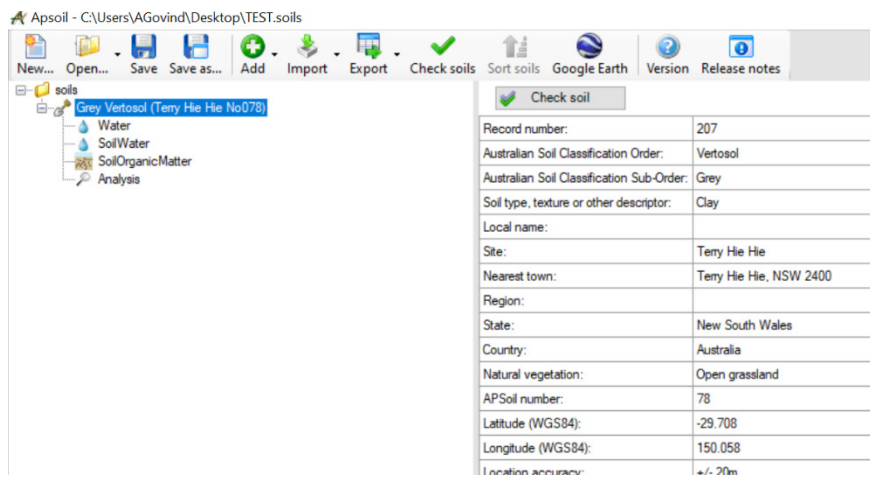 Apsoil - C:\Users\AGovind\Desktop\TEST.soils
New... Open... Save Save as... Add Import Export Check soils Sort soils Google Earth Version Release notes
soils
Grey Vertosol (Terry Hie Hie No078)
Water
SoilWater
SoilOrganicMatter
Analysis
Check soil
Record number: 207
Australian Soil Classification Order: Vertosol
Australian Soil Classification Sub-Order: Grey
Soil type, texture or other descriptor: Clay
Local name:
Site: Terry Hie Hie
Nearest town: Terry Hie Hie, NSW 2400
Region:
State: New South Wales
Country: Australia
Natural vegetation: Open grassland
APSoil number: 78
Latitude (WGS84): -29.708
Longitude (WGS84): 150.058
Location accuracy: +/- 20m